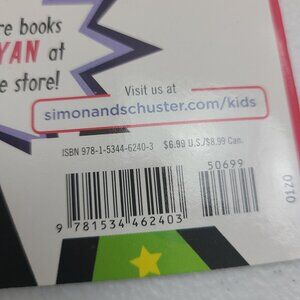 re books
YAN at
e store!
Visit us at
simonandschuster.com/kids
ISBN 978-1-5344-6240-3 $6.99 U.S./$8.99 Can.
50699
9 781534 462403
0120